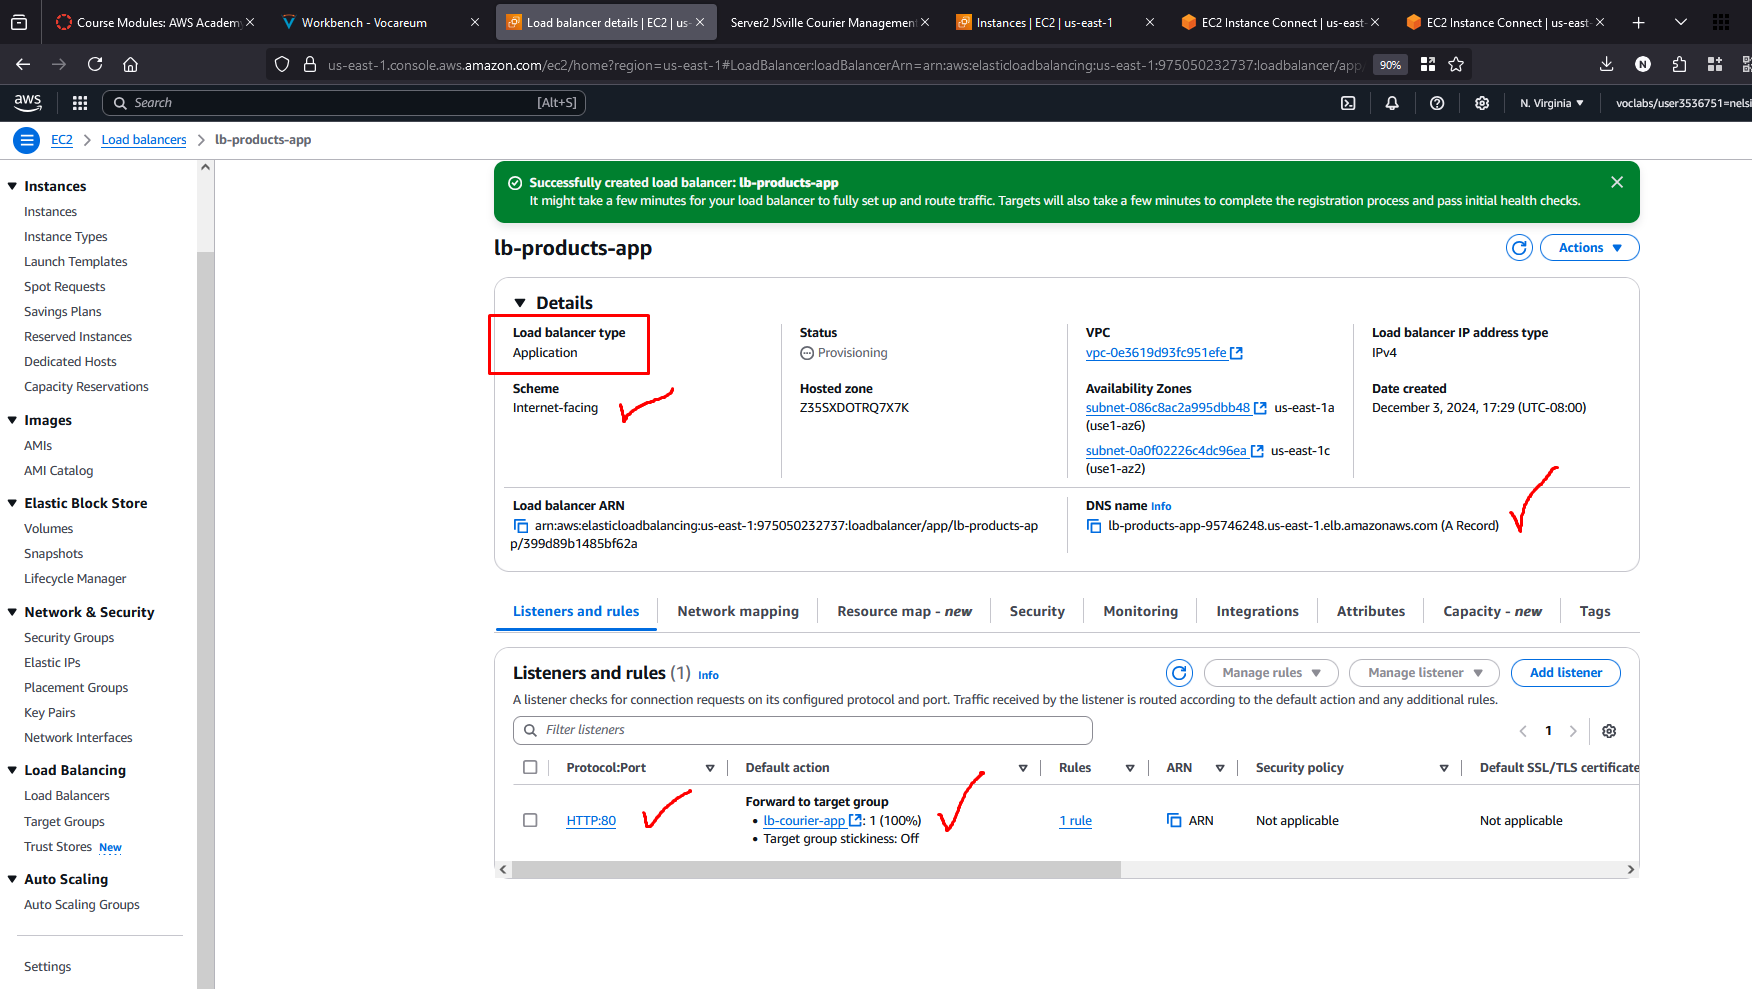 Course Modules: AWS Academy
Workbench - Vocareum
Load balancer details | EC2 | us-
Server2 JSville Courier Management
Instances | EC2 | us-east-1
EC2 Instance Connect | us-east-
EC2 Instance Connect | us-east-
us-east-1.console.aws.amazon.com/ec2/home?region=us-east-1#LoadBalancer:loadBalancerArn=arn:aws:elasticloadbalancing:us-east-1:975050232737:loadbalancer/app/
90%
N
aws
Search
[Alt+S]
N. Virginia
voclabs/user3536751=nelsi
EC2
Load balancers
lb-products-app
Instances
Instances
Instance Types
Launch Templates
Spot Requests
Savings Plans
Reserved Instances
Dedicated Hosts
Capacity Reservations
Images
AMIs
AMI Catalog
Elastic Block Store
Volumes
Snapshots
Lifecycle Manager
Network & Security
Security Groups
Elastic IPs
Placement Groups
Key Pairs
Network Interfaces
Load Balancing
Load Balancers
Target Groups
Trust Stores New
Auto Scaling
Auto Scaling Groups
Settings
Successfully created load balancer: lb-products-app
It might take a few minutes for your load balancer to fully set up and route traffic. Targets will also take a few minutes to complete the registration process and pass initial health checks.
lb-products-app
Actions
Details
Load balancer type
Application
Status
Provisioning
VPC
vpc-0e3619d93fc951efe
Load balancer IP address type
IPv4
Scheme
Internet-facing
Hosted zone
Z35SXDOTRQ7X7K
Availability Zones
subnet-086c8ac2a995dbb48 us-east-1a
(use1-az6)
subnet-0a0f02226c4dc96ea us-east-1c
(use1-az2)
Date created
December 3, 2024, 17:29 (UTC-08:00)
Load balancer ARN
arn:aws:elasticloadbalancing:us-east-1:975050232737:loadbalancer/app/lb-products-ap
p/399d89b1485bf62a
DNS name Info
lb-products-app-95746248.us-east-1.elb.amazonaws.com (A Record)
Listeners and rules
Network mapping
Resource map - new
Security
Monitoring
Integrations
Attributes
Capacity - new
Tags
Listeners and rules (1) Info
Manage rules
Manage listener
Add listener
A listener checks for connection requests on its configured protocol and port. Traffic received by the listener is routed according to the default action and any additional rules.
Filter listeners
1
Protocol:Port
Default action
Rules
ARN
Security policy
Default SSL/TLS certificate
HTTP:80
Forward to target group
• lb-courier-app: 1 (100%)
• Target group stickiness: Off
1 rule
ARN
Not applicable
Not applicable